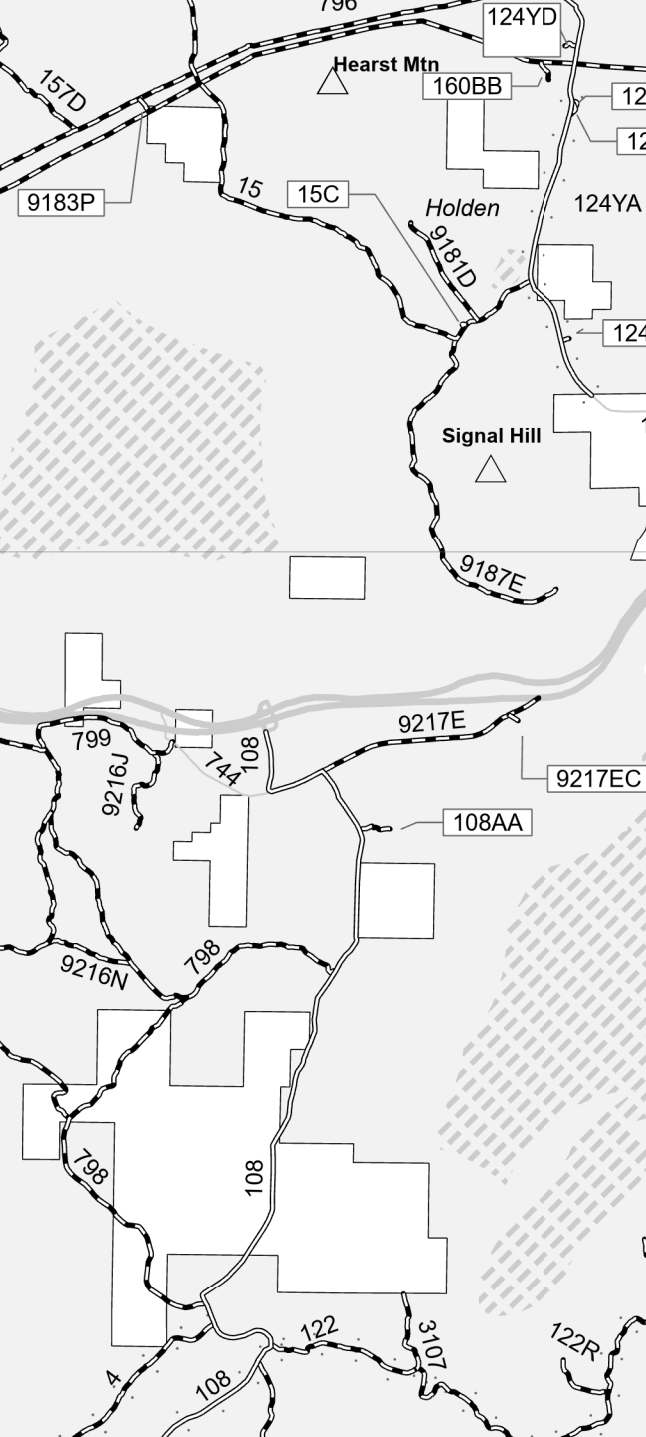 796
124YD
Hearst Mtn
157D
160BB
12
12
15
15C
9183P
Holden
124YA
9181D
124
Signal Hill
9187E
799
108
9217E
744
9216J
9217EC
108AA
798
9216N
108
798
122
3107
122R
4
108